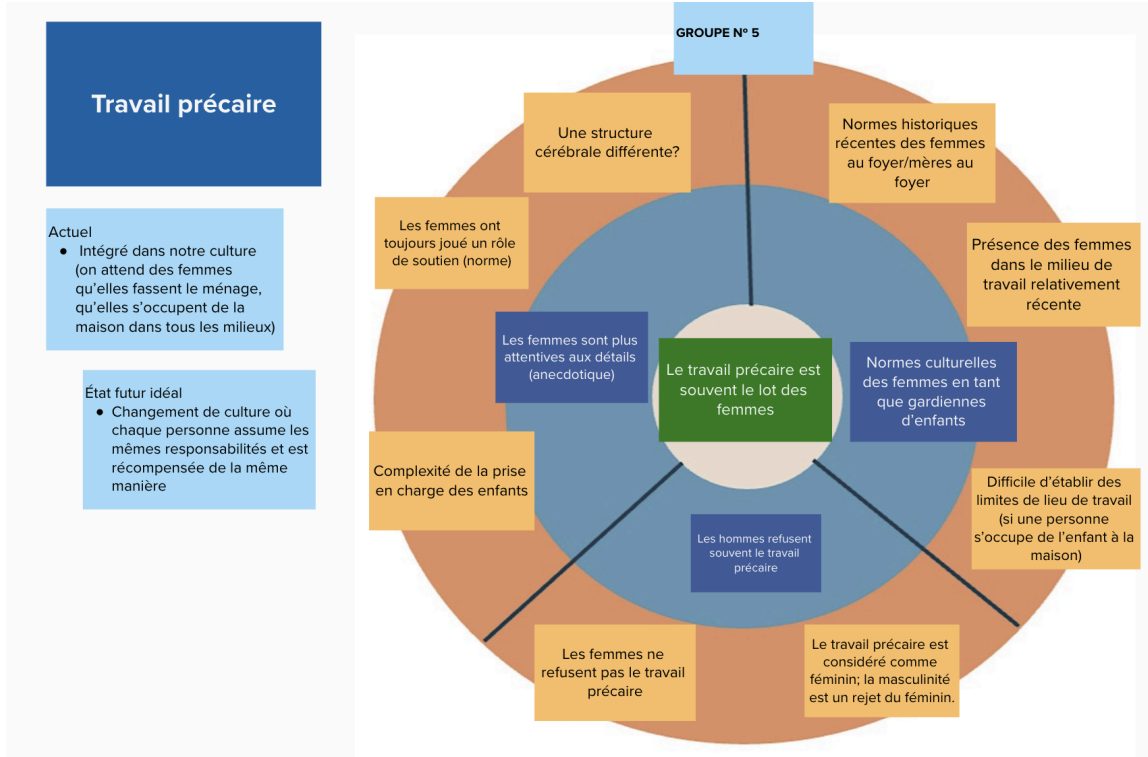 Travail précaire
Actuel
● Intégré dans notre culture
(on attend des femmes
qu'elles fassent le ménage,
qu'elles s'occupent de la
maison dans tous les milieux)
État futur idéal
● Changement de culture où
chaque personne assume les
mêmes responsabilités et est
récompensée de la même
manière
GROUPE Nº 5
Une structure
cérébrale différente?
Normes historiques
récentes des femmes
au foyer/mères au
foyer
Les femmes ont
toujours joué un rôle
de soutien (norme)
Présence des femmes
dans le milieu de
travail relativement
récente
Les femmes sont plus
attentives aux détails
(anecdotique)
Le travail précaire est
souvent le lot des
femmes
Normes culturelles
des femmes en tant
que gardiennes
d'enfants
Complexité de la prise
en charge des enfants
Difficile d'établir des
limites de lieu de travail
(si une personne
s'occupe de l'enfant à la
maison)
Les hommes refusent
souvent le travail
précaire
Les femmes ne
refusent pas le travail
précaire
Le travail précaire est
considéré comme
féminin; la masculinité
est un rejet du féminin.